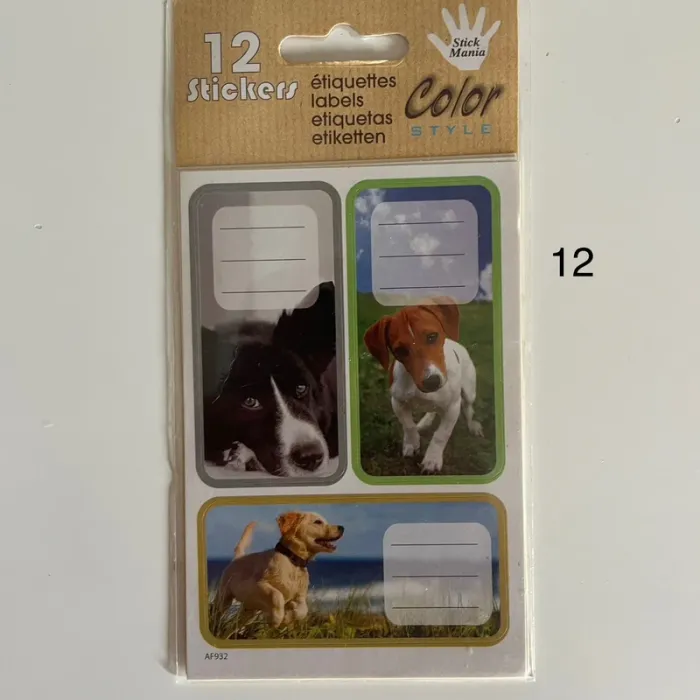 12
Stickers
étiquettes
labels
etiquetas
etiketten
Stick
Mania
Color
STYLE
12
AF932